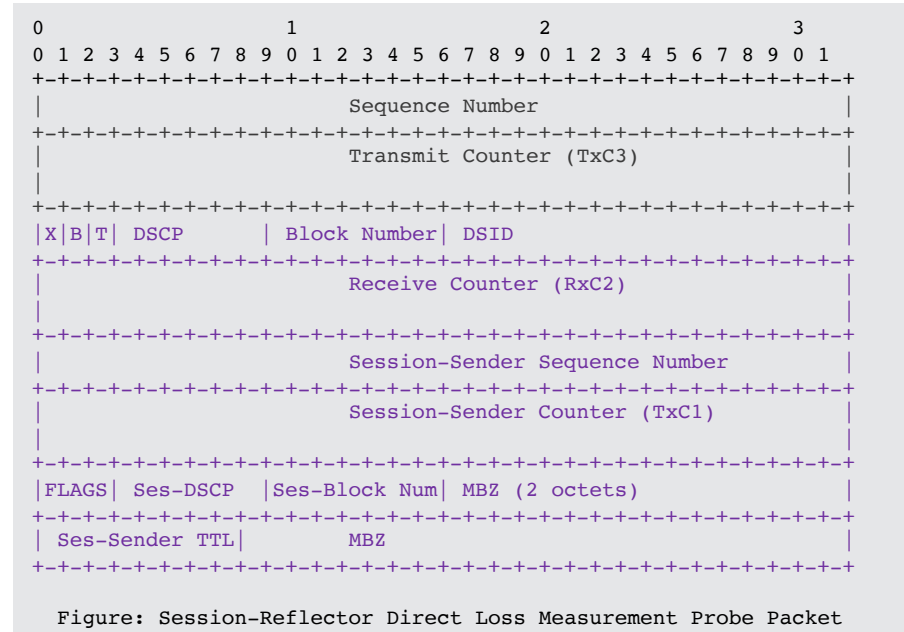 0                   1                   2                   3
0 1 2 3 4 5 6 7 8 9 0 1 2 3 4 5 6 7 8 9 0 1 2 3 4 5 6 7 8 9 0 1
+-+-+-+-+-+-+-+-+-+-+-+-+-+-+-+-+-+-+-+-+-+-+-+-+-+-+-+-+-+-+-+-+
|                        Sequence Number                        |
+-+-+-+-+-+-+-+-+-+-+-+-+-+-+-+-+-+-+-+-+-+-+-+-+-+-+-+-+-+-+-+-+
|                        Transmit Counter (TxC3)                |
|                                                               |
+-+-+-+-+-+-+-+-+-+-+-+-+-+-+-+-+-+-+-+-+-+-+-+-+-+-+-+-+-+-+-+-+
|X|B|T| DSCP      | Block Number| DSID                          |
+-+-+-+-+-+-+-+-+-+-+-+-+-+-+-+-+-+-+-+-+-+-+-+-+-+-+-+-+-+-+-+-+
|                        Receive Counter (RxC2)                 |
|                                                               |
+-+-+-+-+-+-+-+-+-+-+-+-+-+-+-+-+-+-+-+-+-+-+-+-+-+-+-+-+-+-+-+-+
|                        Session-Sender Sequence Number         |
+-+-+-+-+-+-+-+-+-+-+-+-+-+-+-+-+-+-+-+-+-+-+-+-+-+-+-+-+-+-+-+-+
|                        Session-Sender Counter (TxC1)          |
|                                                               |
+-+-+-+-+-+-+-+-+-+-+-+-+-+-+-+-+-+-+-+-+-+-+-+-+-+-+-+-+-+-+-+-+
|FLAGS| Ses-DSCP  |Ses-Block Num| MBZ (2 octets)                |
+-+-+-+-+-+-+-+-+-+-+-+-+-+-+-+-+-+-+-+-+-+-+-+-+-+-+-+-+-+-+-+-+
| Ses-Sender TTL|        MBZ                                    |
+-+-+-+-+-+-+-+-+-+-+-+-+-+-+-+-+-+-+-+-+-+-+-+-+-+-+-+-+-+-+-+-+
Figure: Session-Reflector Direct Loss Measurement Probe Packet